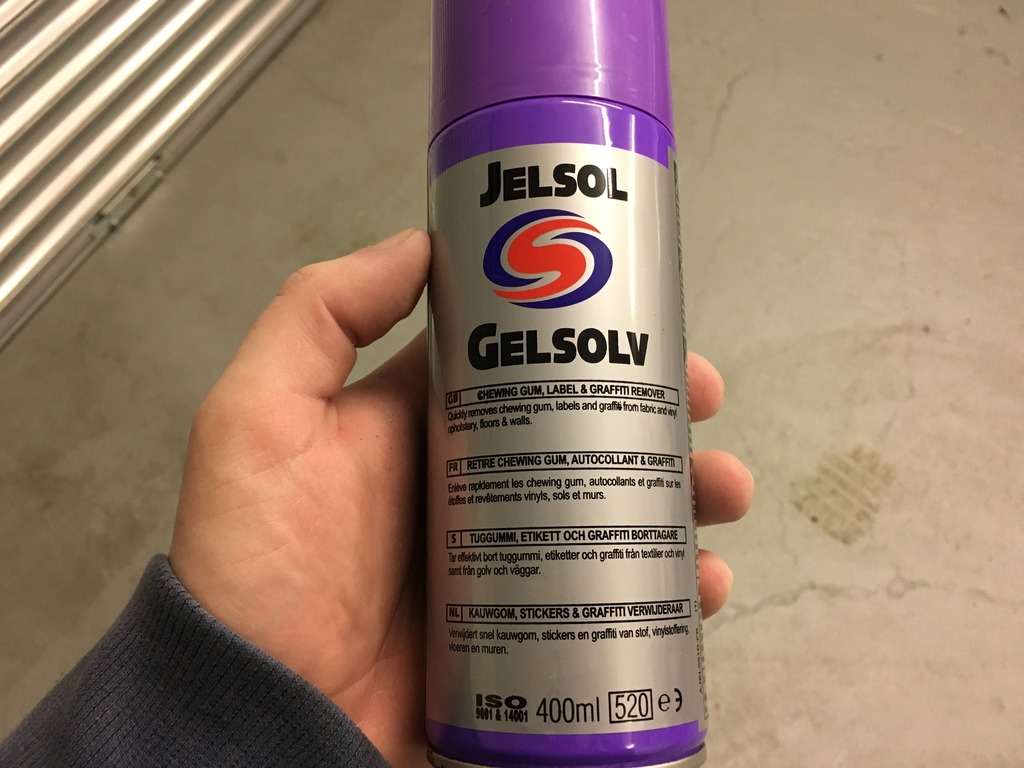 JELSOL
GELSOLV
GB CHEWING GUM, LABEL & GRAFFITI REMOVER
Quickly removes chewing gum, labels and graffiti from fabric and vinyl
upholstery, floors & walls.
FR RETIRE CHEWING GUM, AUTOCOLLANT & GRAFFITI
Enlève rapidement les chewing gum, autocollants et graffiti sur les
étoffes et revêtements vinyls, sols et murs.
S TUGGUMMI, ETIKETT OCH GRAFFITI BORTTAGARE
Tar effektivt bort tuggummi, etiketter och graffiti från textilier och vinyl
samt från golv och väggar.
NL KAUWGOM, STICKERS & GRAFFITI VERWIJDERAAR
Verwijdert snel kauwgom, stickers en graffiti van stof, vinylstoffering,
vloeren en muren.
ISO
9001 & 14001
400ml 520 e